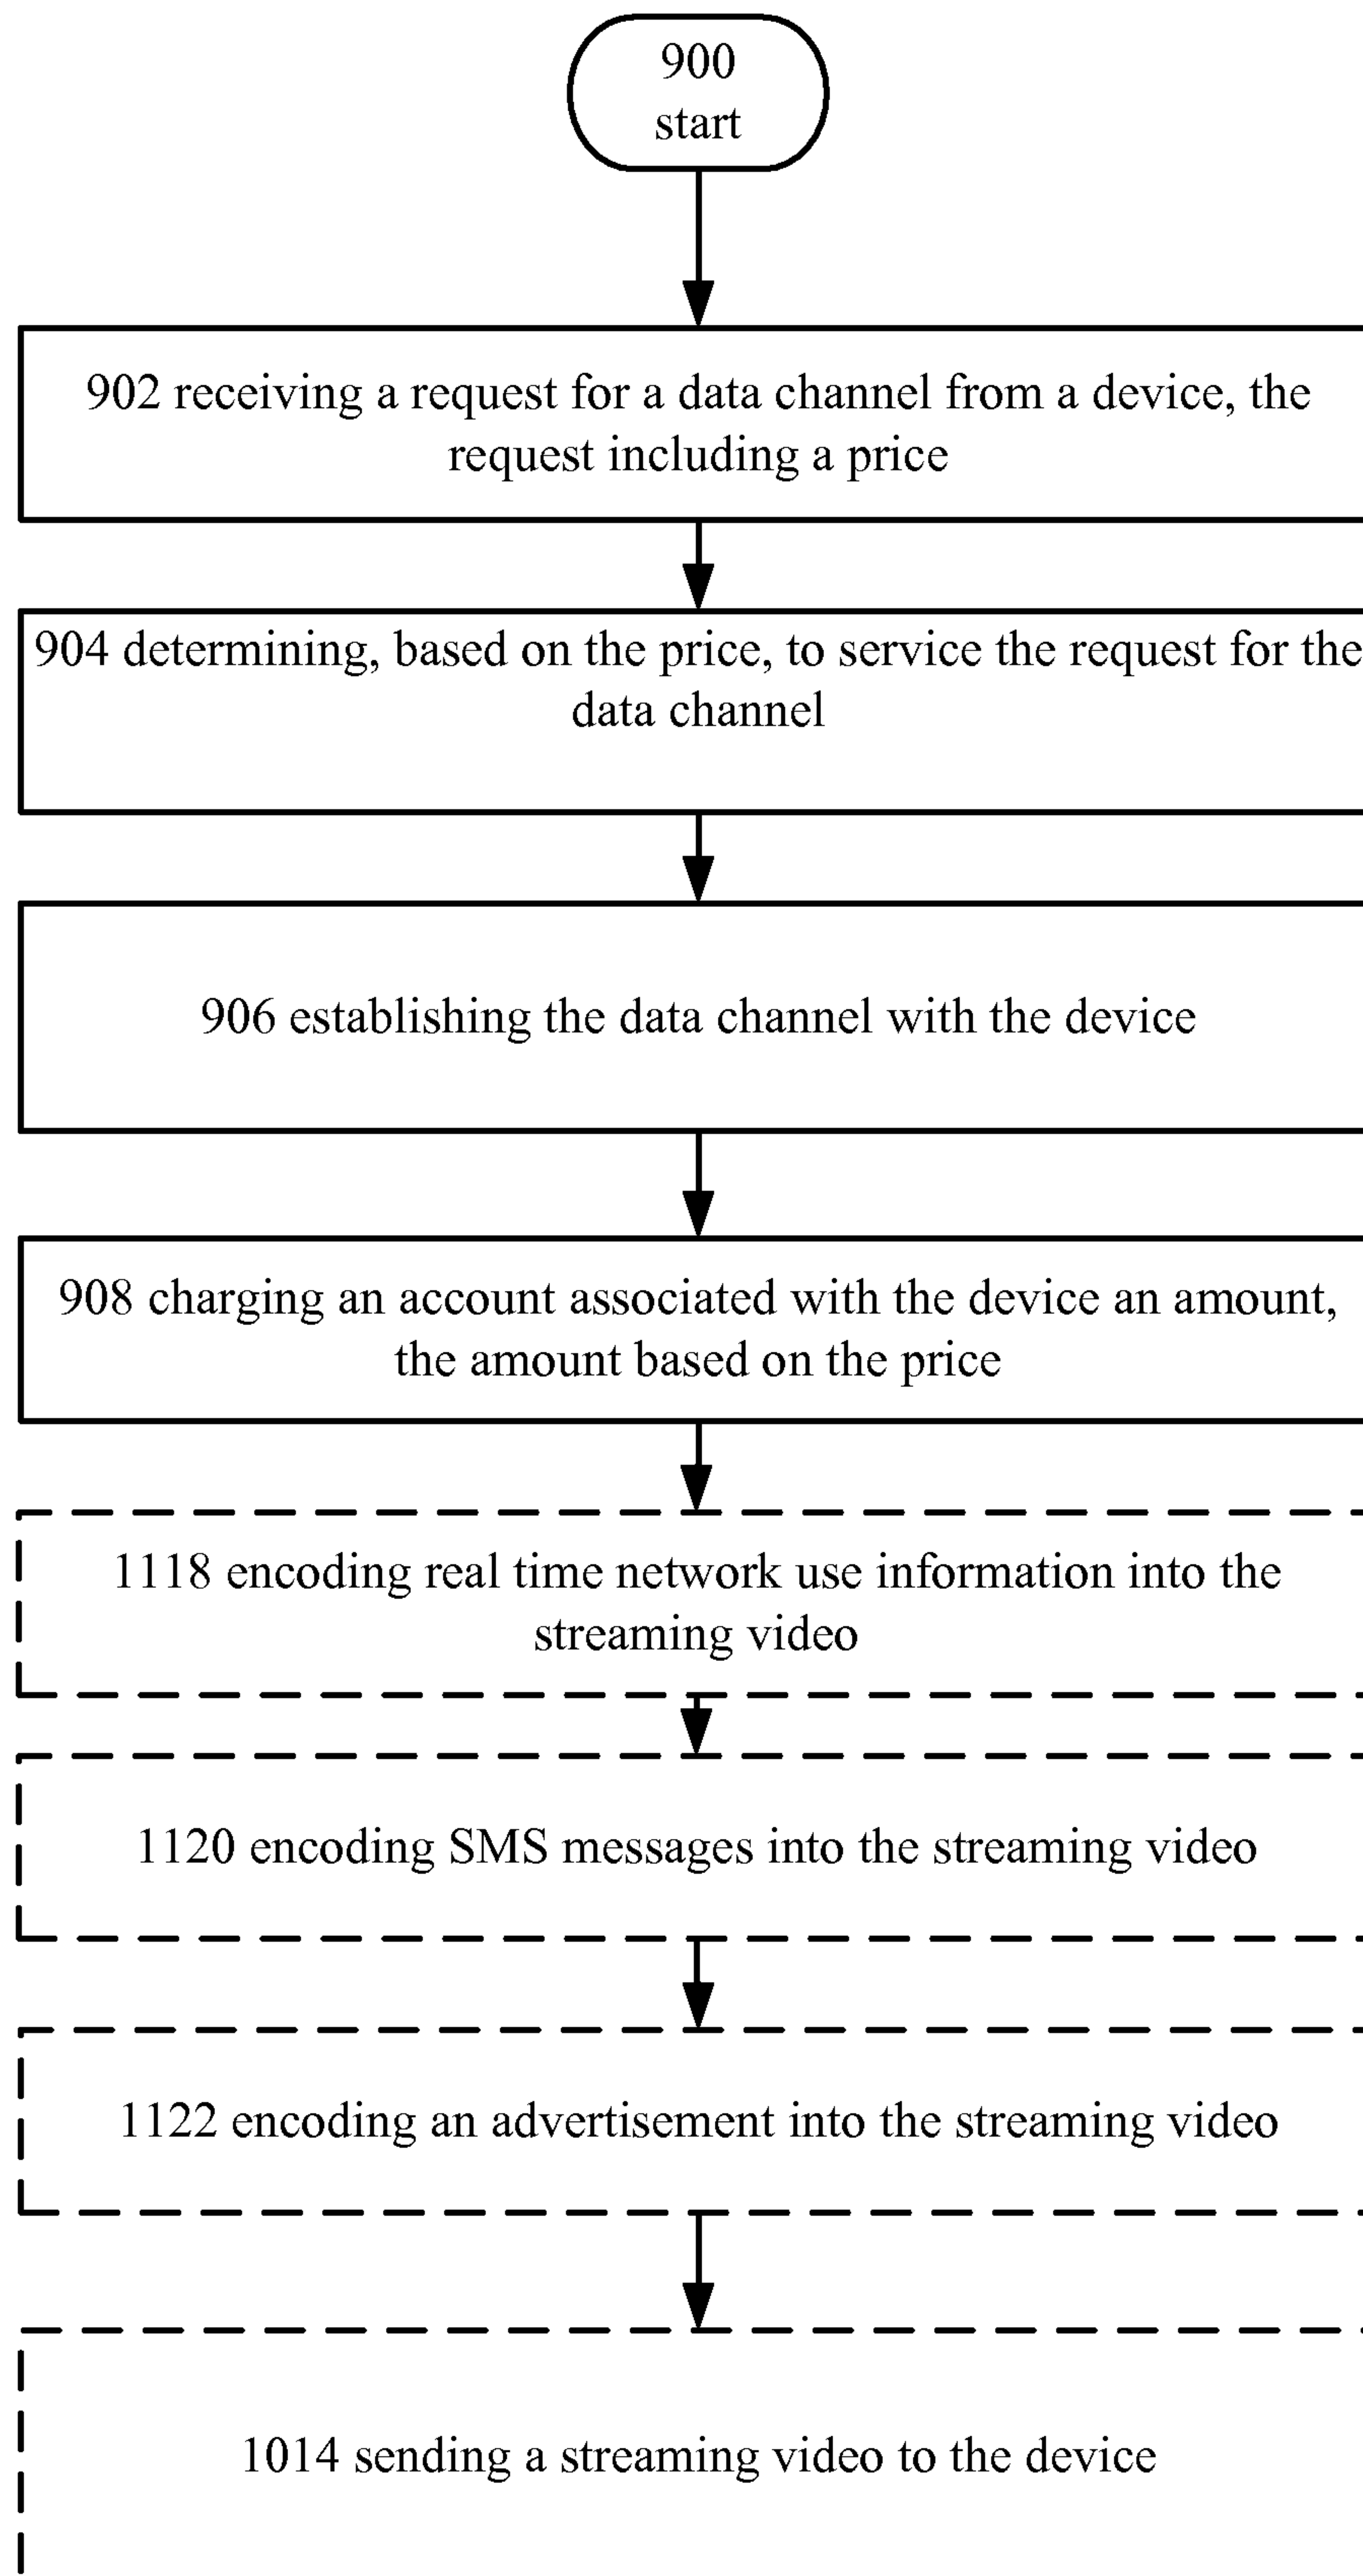 900
start
902 receiving a request for a data channel from a device, the
request including a price
904 determining, based on the price, to service the request for the
data channel
906 establishing the data channel with the device
908 charging an account associated with the device an amount,
the amount based on the price
1118 encoding real time network use information into the
streaming video
1120 encoding SMS messages into the streaming video
1122 encoding an advertisement into the streaming video
1014 sending a streaming video to the device